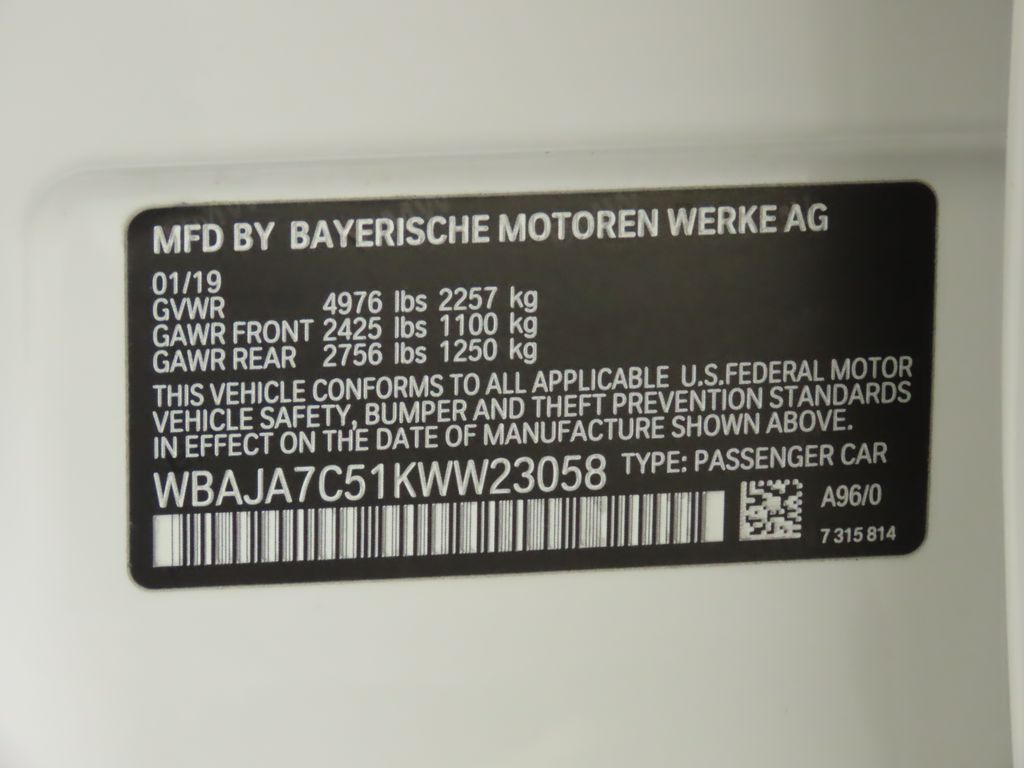 MFD BY BAYERISCHE MOTOREN WERKE AG
01/19
GVWR 4976 lbs 2257 kg
GAWR FRONT 2425 lbs 1100 kg
GAWR REAR 2756 lbs 1250 kg
THIS VEHICLE CONFORMS TO ALL APPLICABLE U.S.FEDERAL MOTOR
VEHICLE SAFETY, BUMPER AND THEFT PREVENTION STANDARDS
IN EFFECT ON THE DATE OF MANUFACTURE SHOWN ABOVE.
WBAJA7C51KWW23058 TYPE: PASSENGER CAR
A96/0
7 315 814